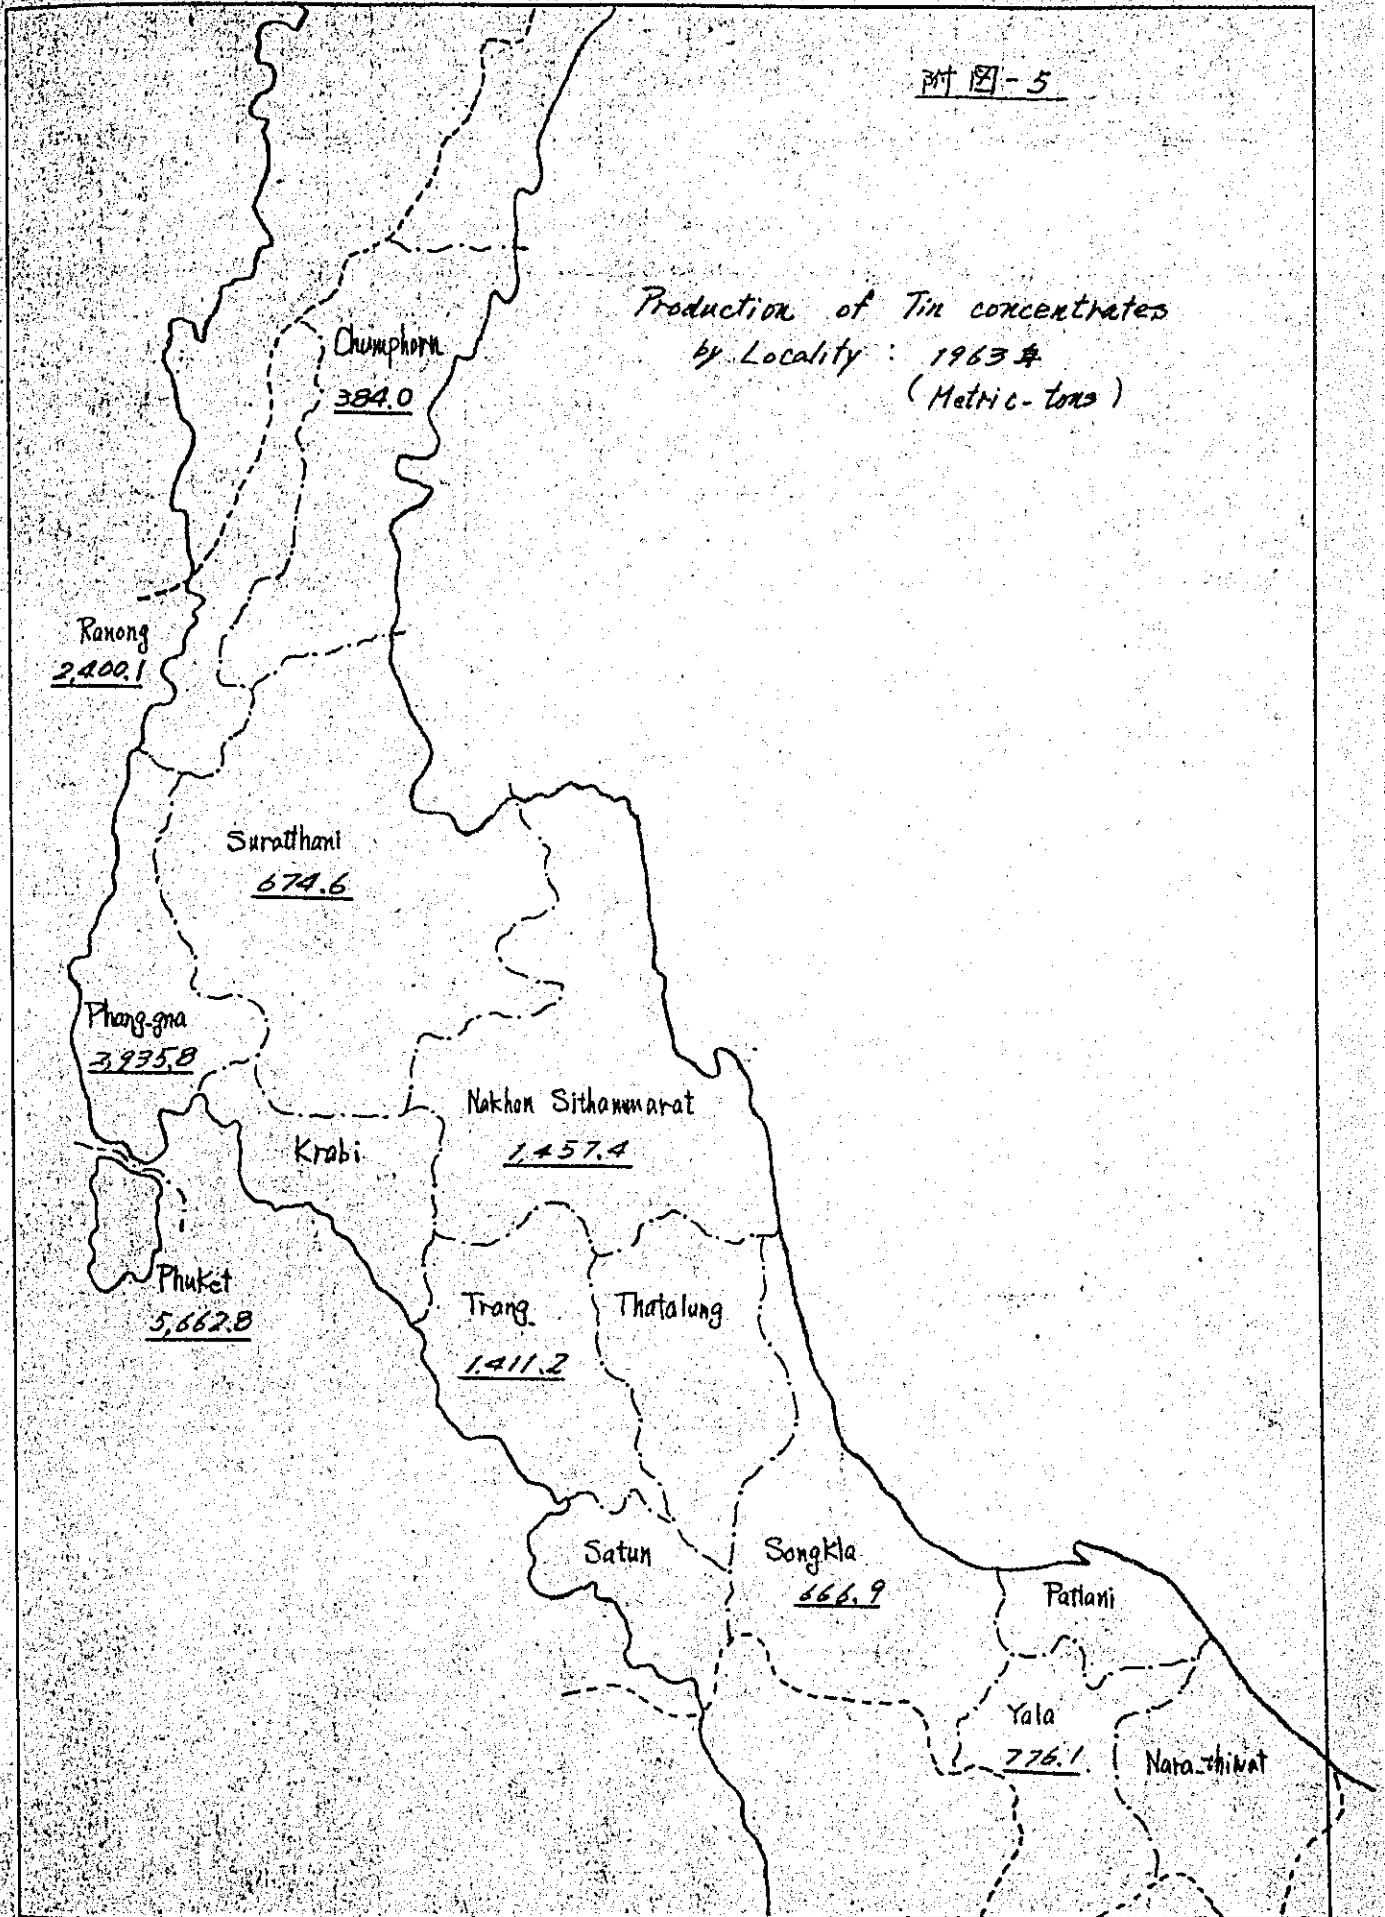 附図-5
Production of Tin concentrates
by Locality : 1963年
(Metric-tons)
Chumphorn
384.0
Ranong
2,400.1
Suratthani
674.6
Phang-gna
3,935.8
Nakhon Sithammarat
1,457.4
Krabi
Phuket
5,662.8
Trang
1,411.2
Thatalung
Satun
Songkla
666.9
Pattani
Yala
776.1
Nara-thiwat